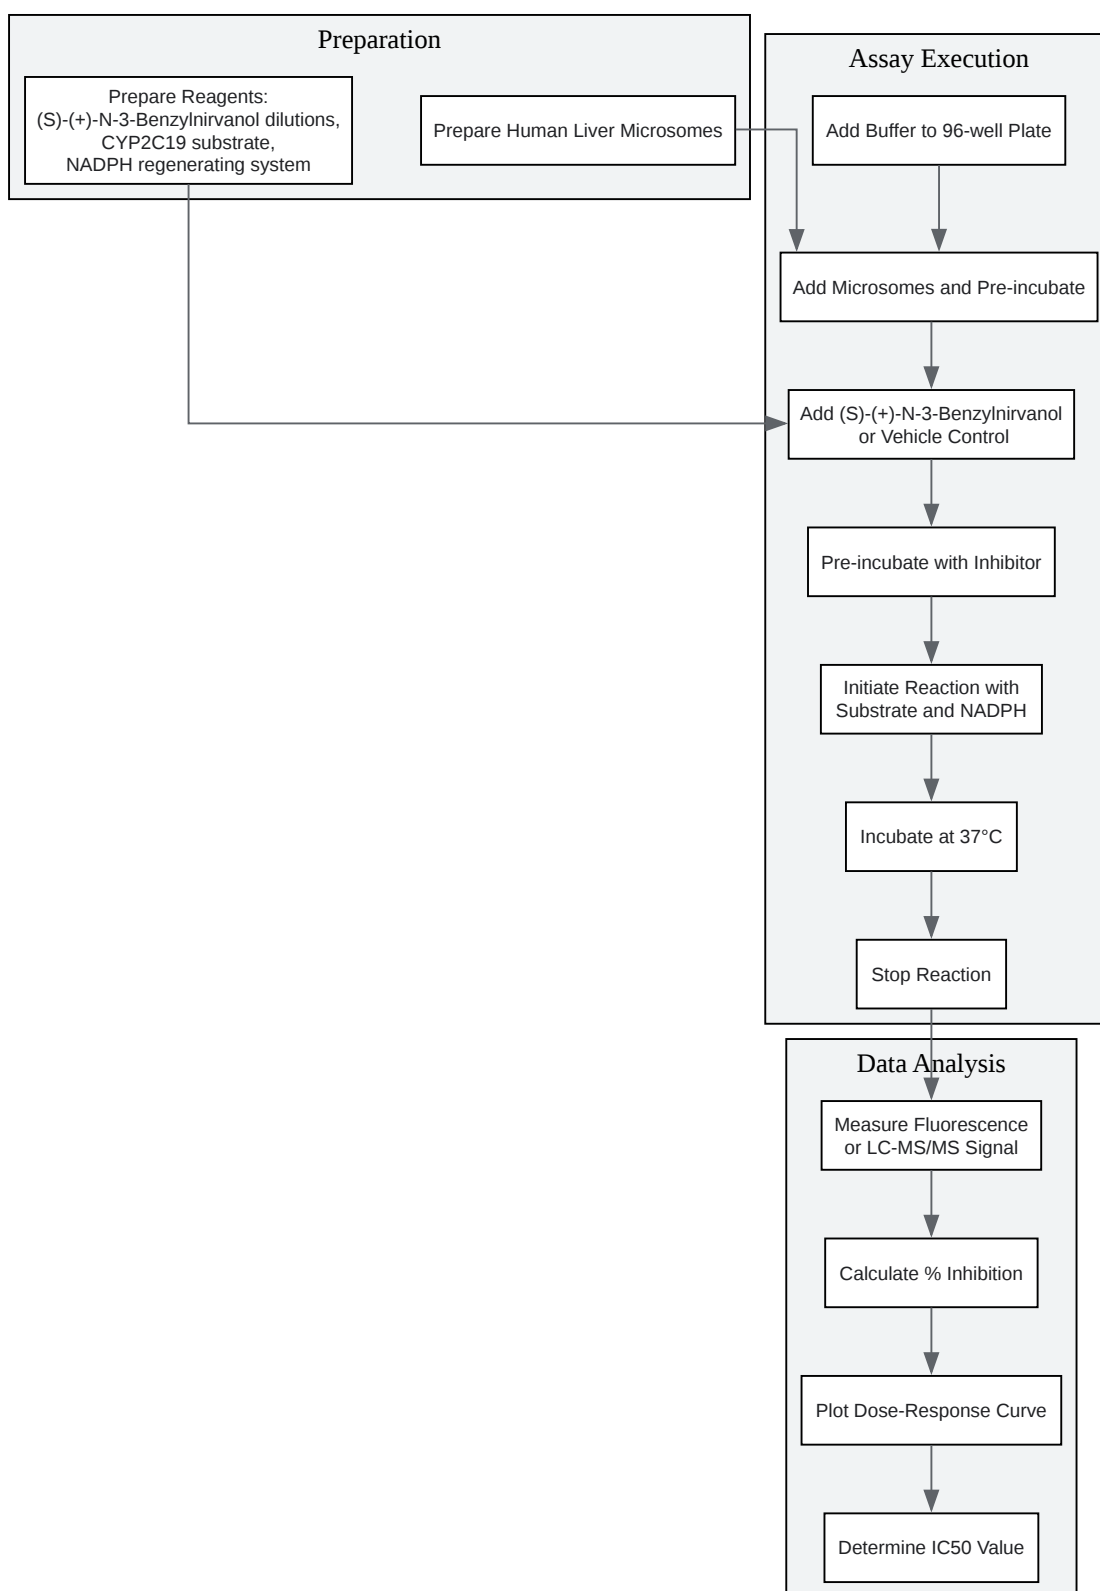 Preparation
Prepare Reagents:
(S)-(+)-N-3-Benzylnirvanol dilutions,
CYP2C19 substrate,
NADPH regenerating system
Prepare Human Liver Microsomes
Assay Execution
Add Buffer to 96-well Plate
Add Microsomes and Pre-incubate
Add (S)-(+)-N-3-Benzylnirvanol
or Vehicle Control
Pre-incubate with Inhibitor
Initiate Reaction with
Substrate and NADPH
Incubate at 37°C
Stop Reaction
Data Analysis
Measure Fluorescence
or LC-MS/MS Signal
Calculate % Inhibition
Plot Dose-Response Curve
Determine IC50 Value